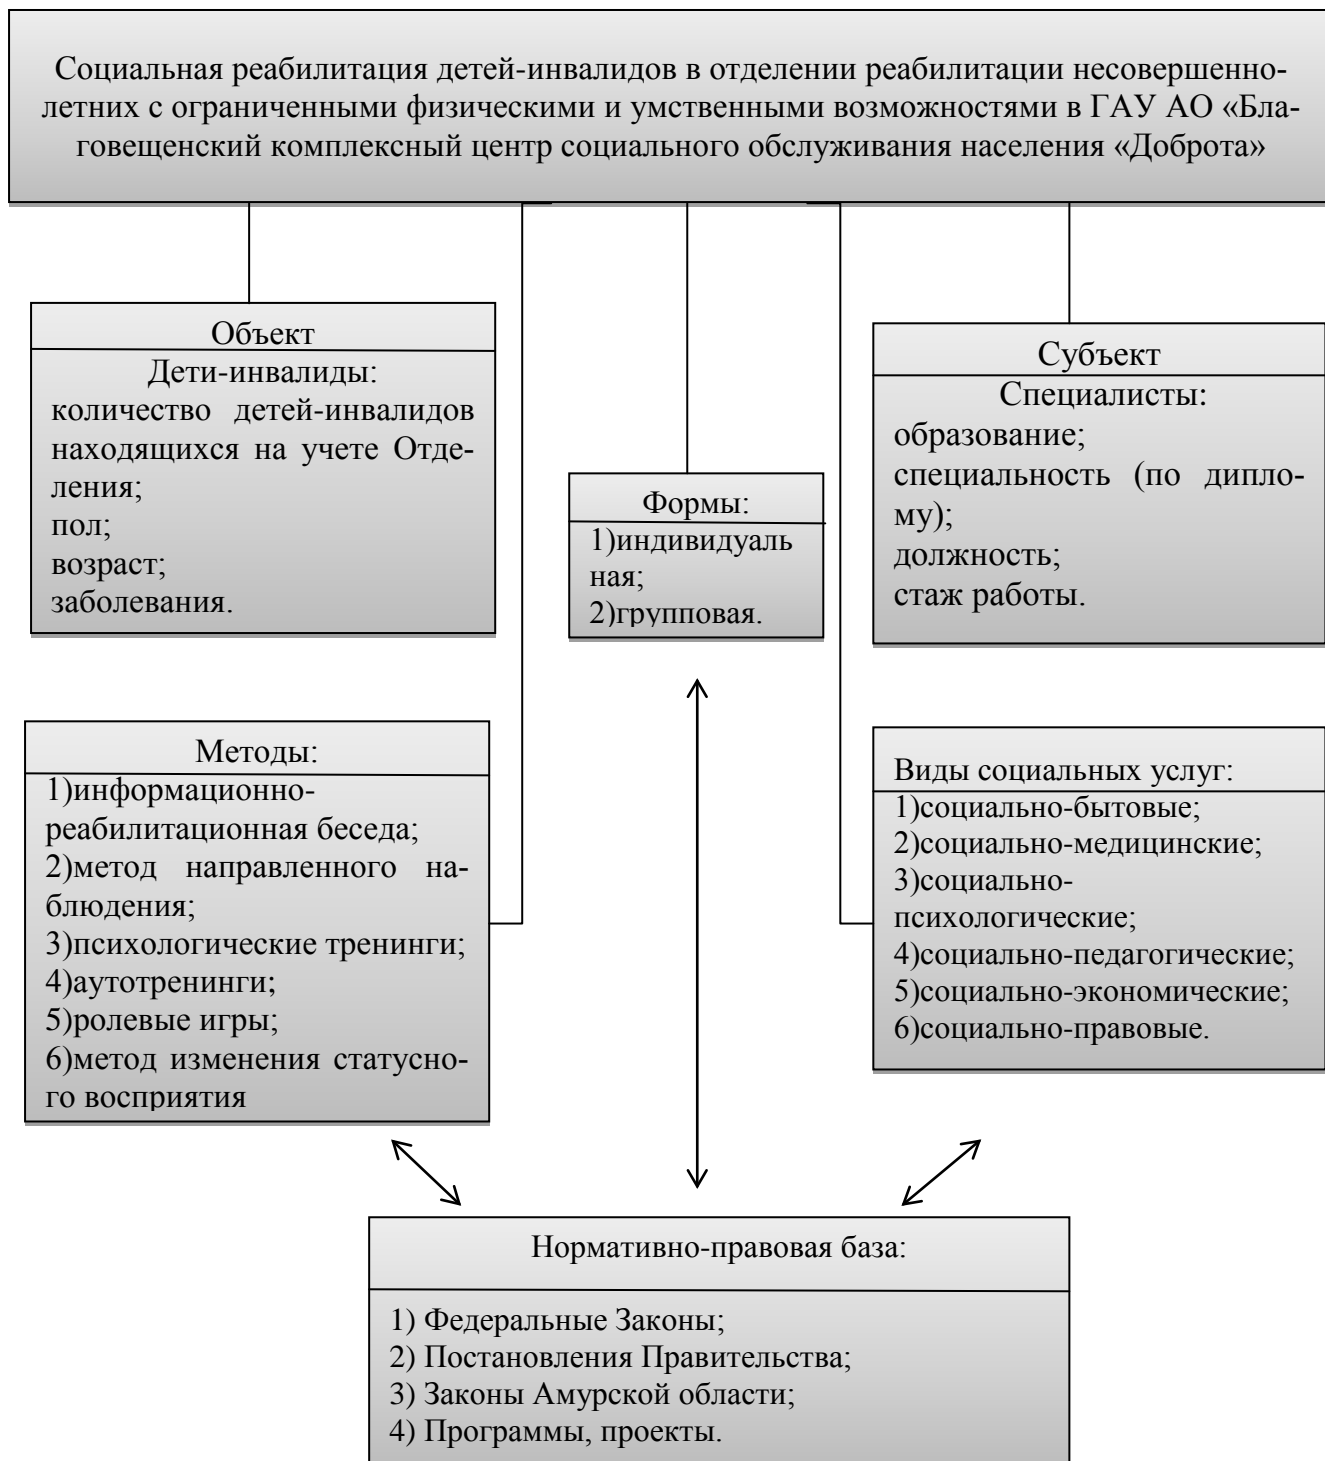 Социальная реабилитация детей-инвалидов в отделении реабилитации несовершенно-
летних с ограниченными физическими и умственными возможностями в ГАУ АО «Бла-
говещенский комплексный центр социального обслуживания населения «Доброта»
Объект
Дети-инвалиды:
количество детей-инвалидов
находящихся на учете Отде-
ления;
пол;
возраст;
заболевания.
Формы:
1)индивидуаль
ная;
2)групповая.
Субъект
Специалисты:
образование;
специальность (по дипло-
му);
должность;
стаж работы.
Методы:
1)информационно-
реабилитационная беседа;
2)метод направленного на-
блюдения;
3)психологические тренинги;
4)аутотренинги;
5)ролевые игры;
6)метод изменения статусно-
го восприятия
Виды социальных услуг:
1)социально-бытовые;
2)социально-медицинские;
3)социально-
психологические;
4)социально-педагогические;
5)социально-экономические;
6)социально-правовые.
Нормативно-правовая база:
1) Федеральные Законы;
2) Постановления Правительства;
3) Законы Амурской области;
4) Программы, проекты.